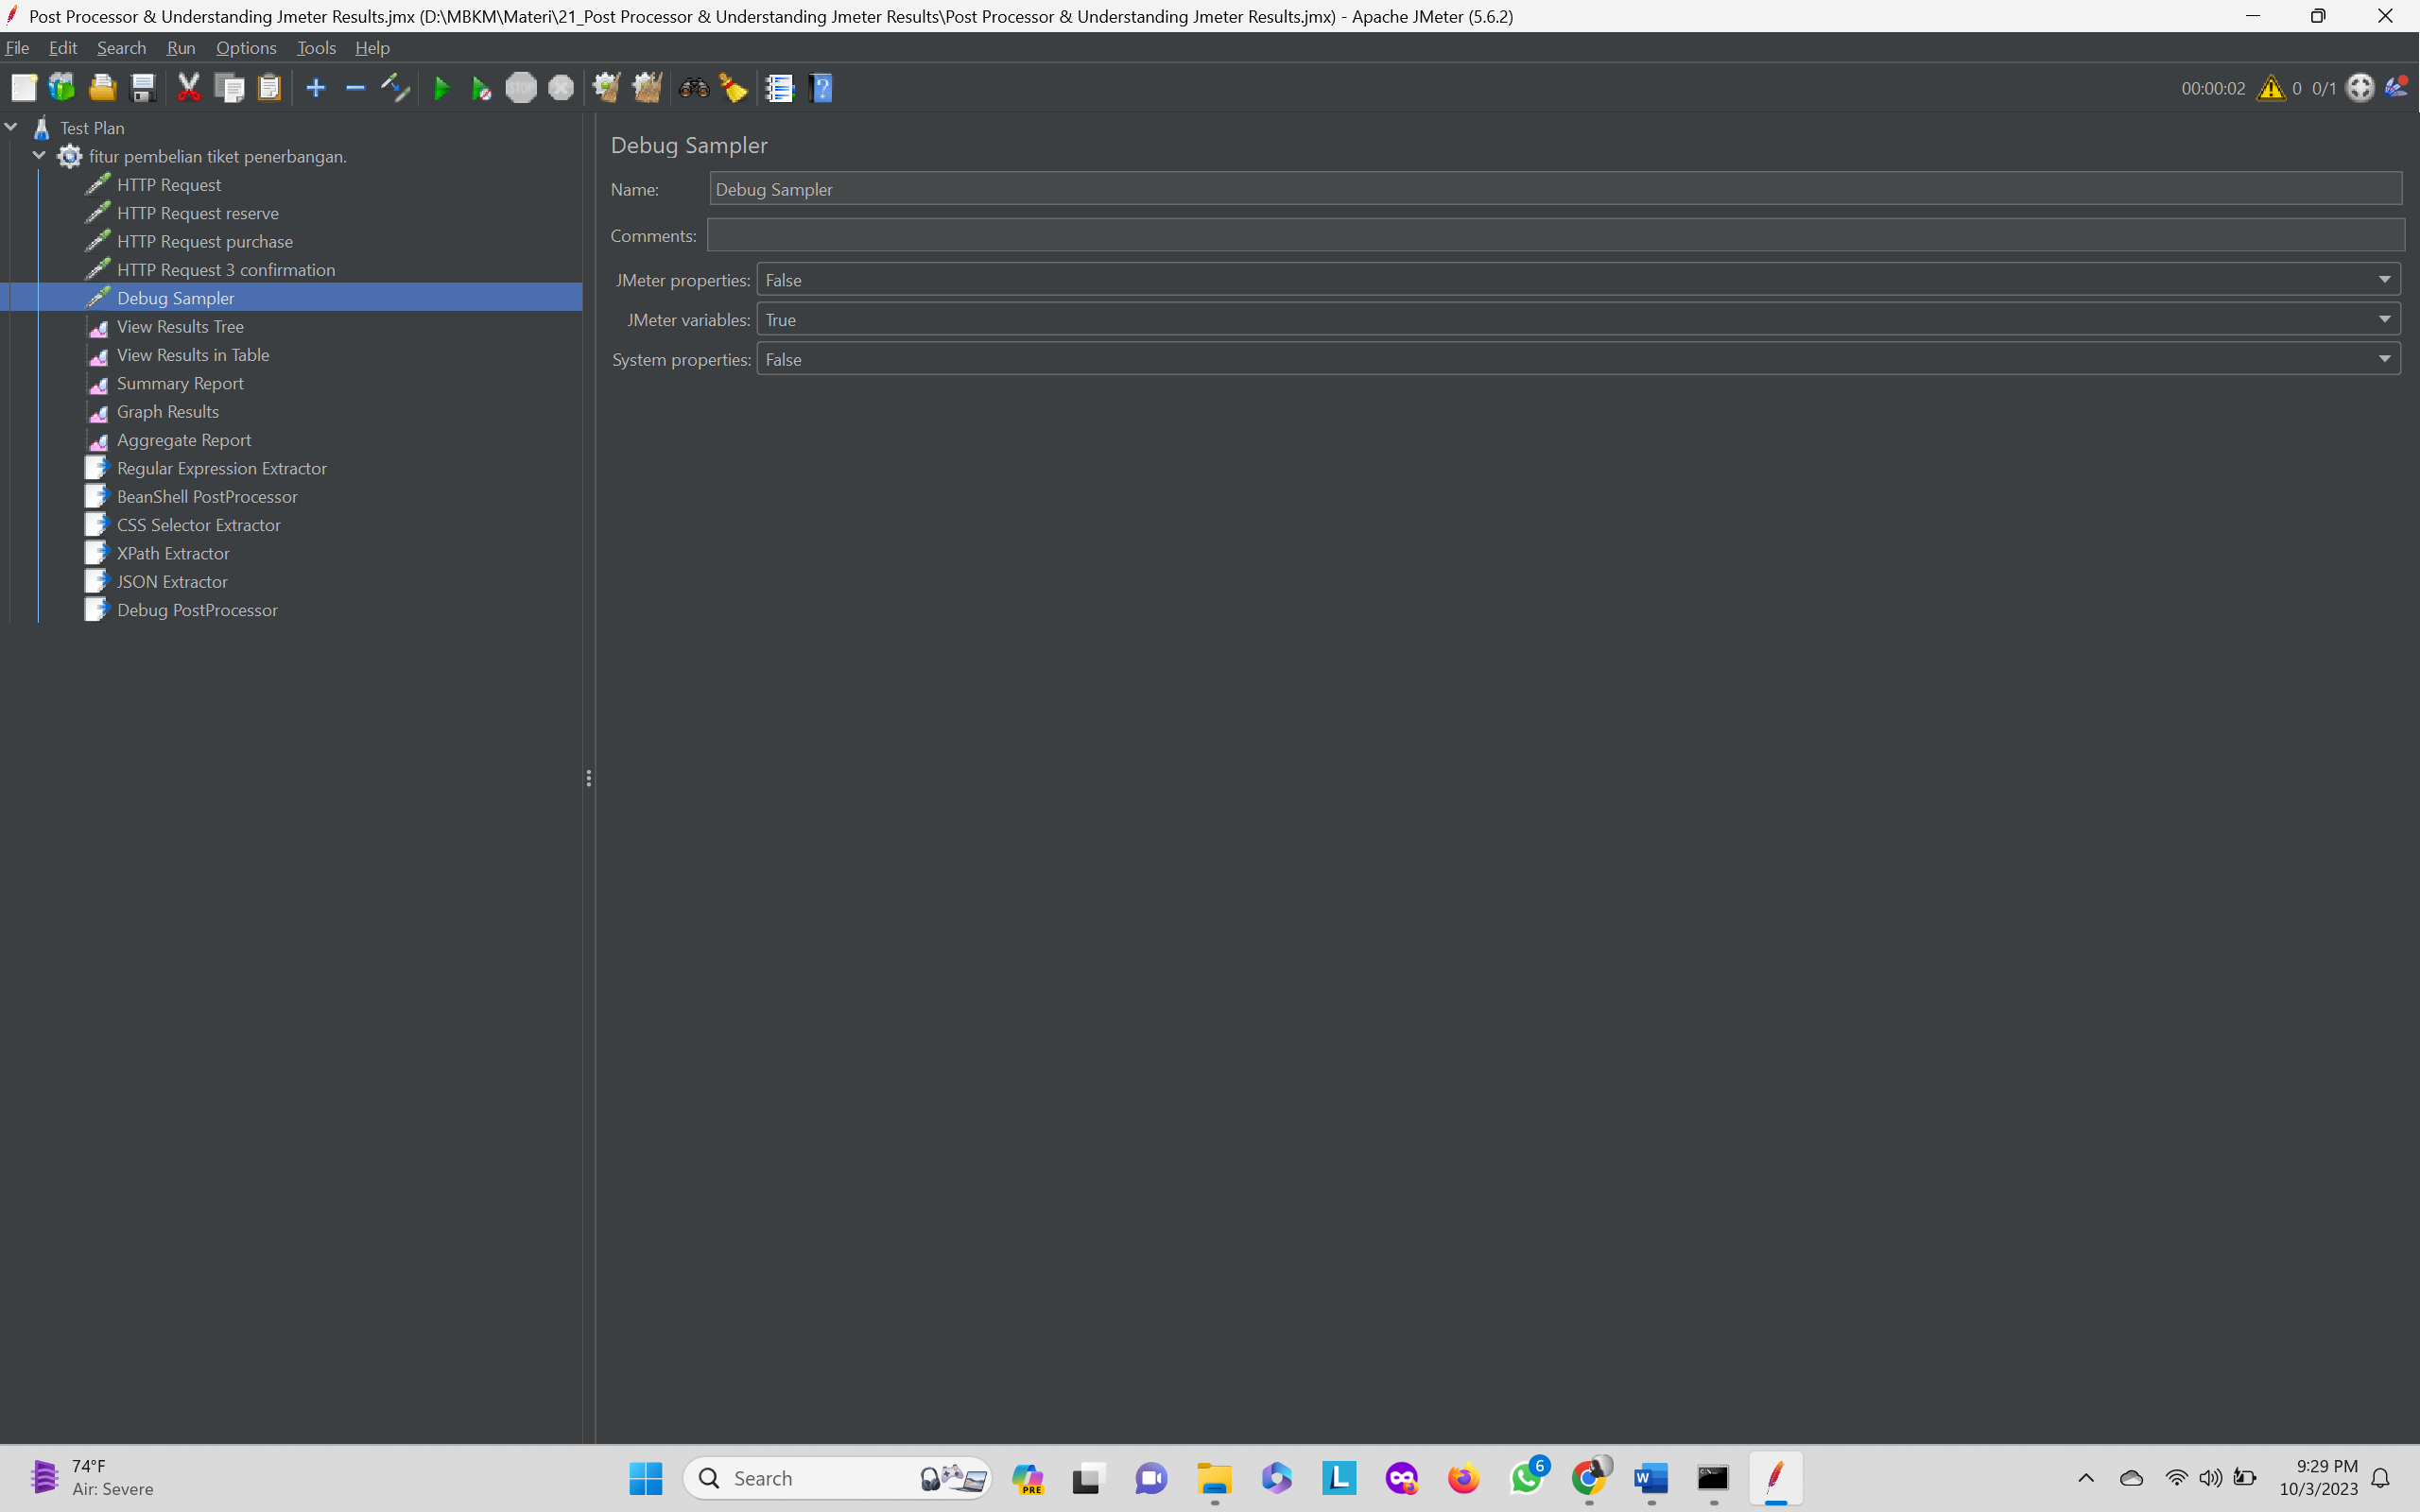 Post Processor & Understanding Jmeter Results.jmx (D:\MBKM\Materi\21_Post Processor & Understanding Jmeter Results\Post Processor & Understanding Jmeter Results.jmx) - Apache JMeter (5.6.2)
File Edit Search Run Options Tools Help
STOP ? 00:00:02 0 0/1
Test Plan
fitur pembelian tiket penerbangan.
HTTP Request
HTTP Request reserve
HTTP Request purchase
HTTP Request 3 confirmation
Debug Sampler
View Results Tree
View Results in Table
Summary Report
Graph Results
Aggregate Report
Regular Expression Extractor
BeanShell PostProcessor
CSS Selector Extractor
XPath Extractor
JSON Extractor
Debug PostProcessor
Debug Sampler
Name: Debug Sampler
Comments:
JMeter properties: False
JMeter variables: True
System properties: False
74°F
Air: Severe
Search
PRE
L
6
W
9:29 PM
10/3/2023